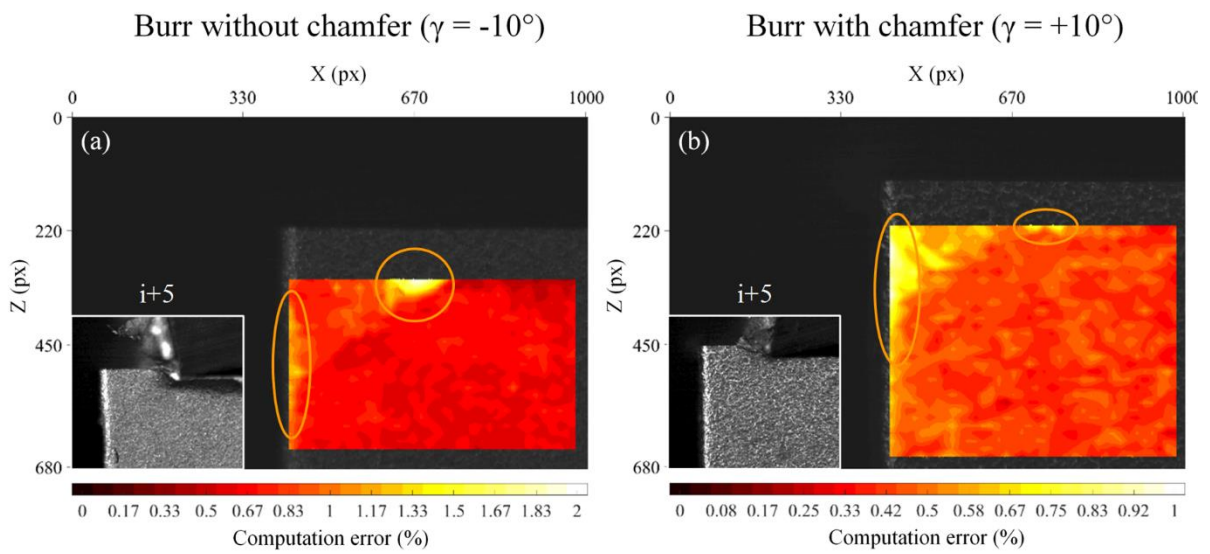 Burr without chamfer (γ = -10°)
Burr with chamfer (γ = +10°)
X (px)
0 330 670 1000
X (px)
0 330 670 1000
Z (px)
0
220
450
680
(a)
i+5
Z (px)
0
220
450
680
(b)
i+5
0 0.17 0.33 0.5 0.67 0.83 1 1.17 1.33 1.5 1.67 1.83 2
Computation error (%)
0 0.08 0.17 0.25 0.33 0.42 0.5 0.58 0.67 0.75 0.83 0.92 1
Computation error (%)